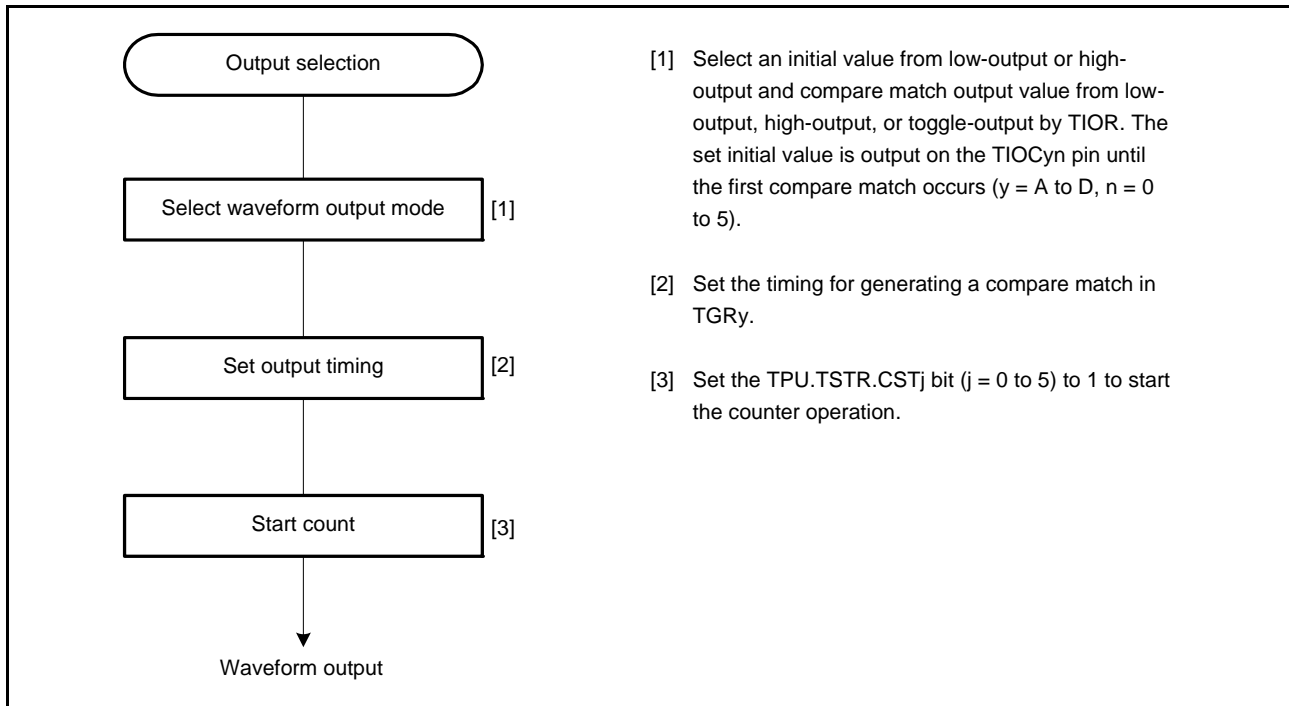 Output selection
Select waveform output mode [1]
Set output timing [2]
Start count [3]
Waveform output
[1] Select an initial value from low-output or high-
output and compare match output value from low-
output, high-output, or toggle-output by TIOR. The
set initial value is output on the TIOCyn pin until
the first compare match occurs (y = A to D, n = 0
to 5).
[2] Set the timing for generating a compare match in
TGRy.
[3] Set the TPU.TSTR.CSTj bit (j = 0 to 5) to 1 to start
the counter operation.